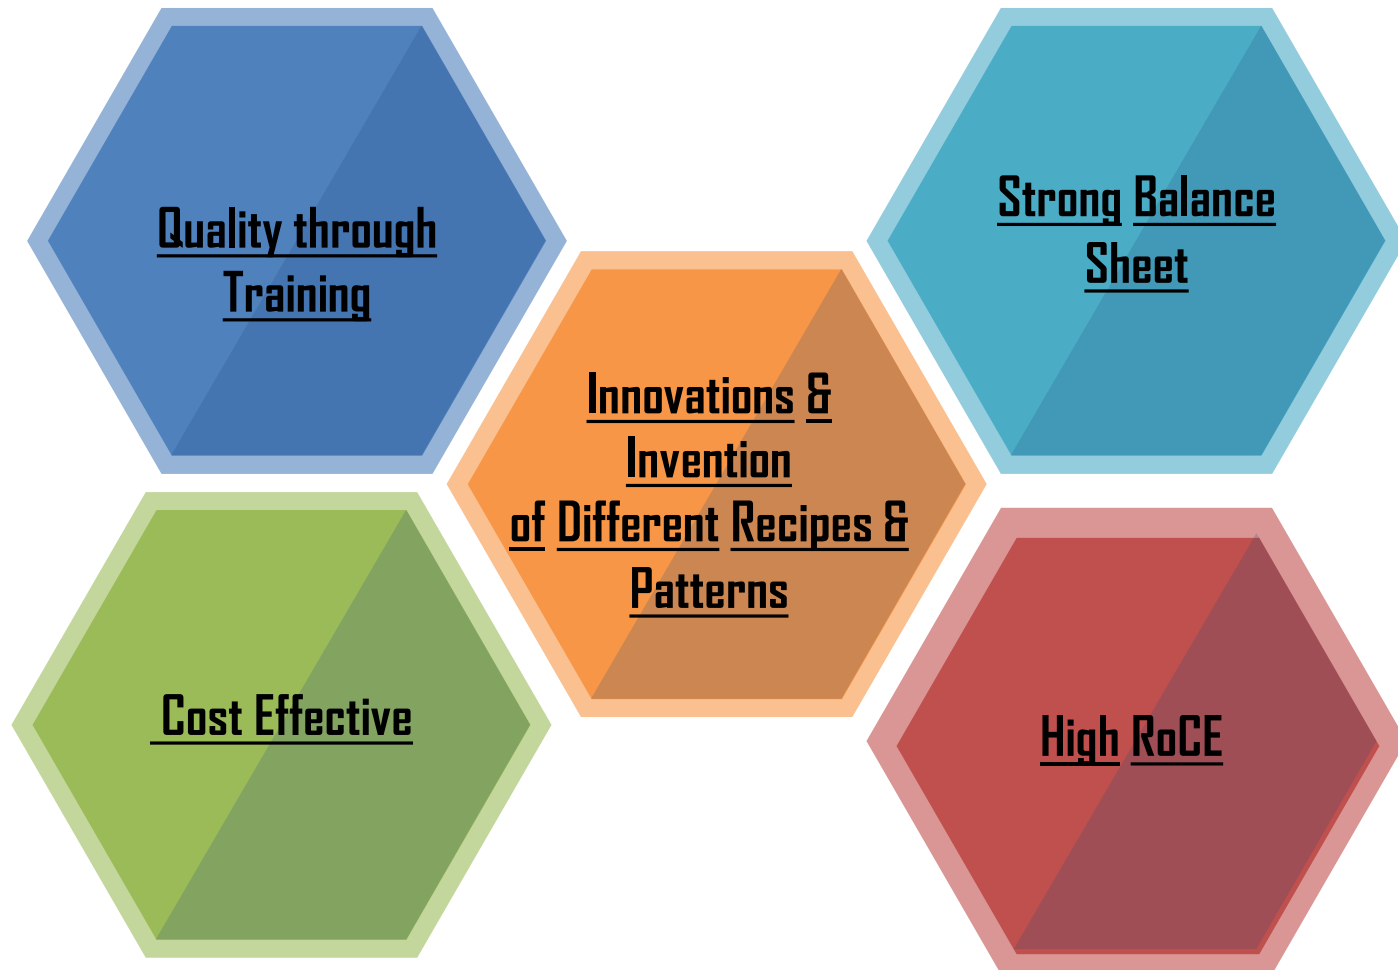 Quality through
Training
Strong Balance
Sheet
Innovations &
Invention
of Different Recipes &
Patterns
Cost Effective
High RoCE